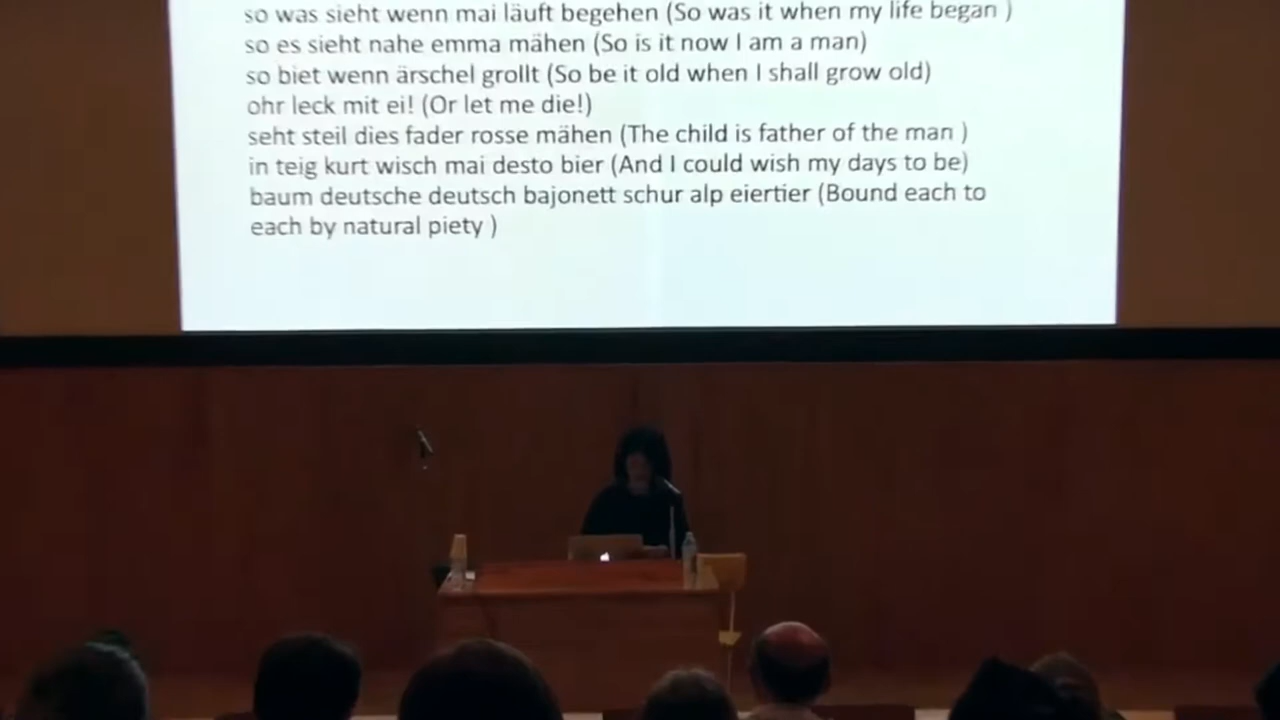 so was sieht wenn mai läuft begehen (So was it when my life began )
so es sieht nahe emma mähen (So is it now I am a man)
so biet wenn ärschel grollt (So be it old when I shall grow old)
ohr leck mit ei! (Or let me die!)
seht steil dies fader rosse mähen (The child is father of the man )
in teig kurt wisch mai desto bier (And I could wish my days to be)
baum deutsche deutsch bajonett schur alp eiertier (Bound each to
each by natural piety )